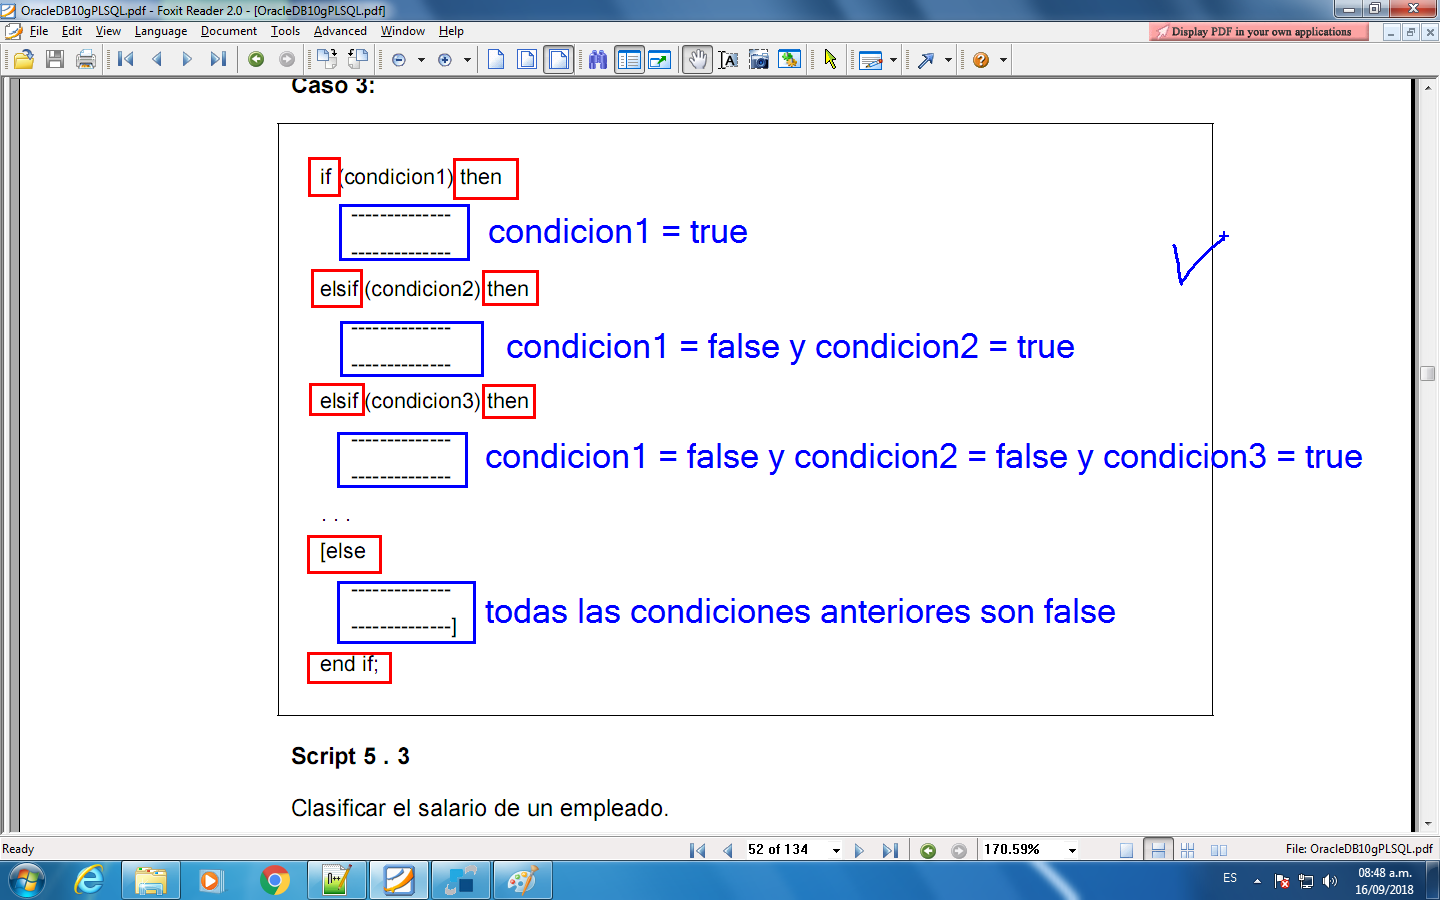 OracleDB10gPLSQL.pdf - Foxit Reader 2.0 - [OracleDB10gPLSQL.pdf]
File Edit View Language Document Tools Advanced Window Help
Display PDF in your own applications
Caso 3:
if (condicion1) then
--------------
condicion1 = true
--------------
elsif (condicion2) then
--------------
condicion1 = false y condicion2 = true
--------------
elsif (condicion3) then
--------------
condicion1 = false y condicion2 = false y condicion3 = true
--------------
. . .
[else
--------------
todas las condiciones anteriores son false
--------------]
end if;
Script 5 . 3
Clasificar el salario de un empleado.
Ready
52 of 134
170.59%
File: OracleDB10gPLSQL.pdf
ES
08:48 a.m.
16/09/2018